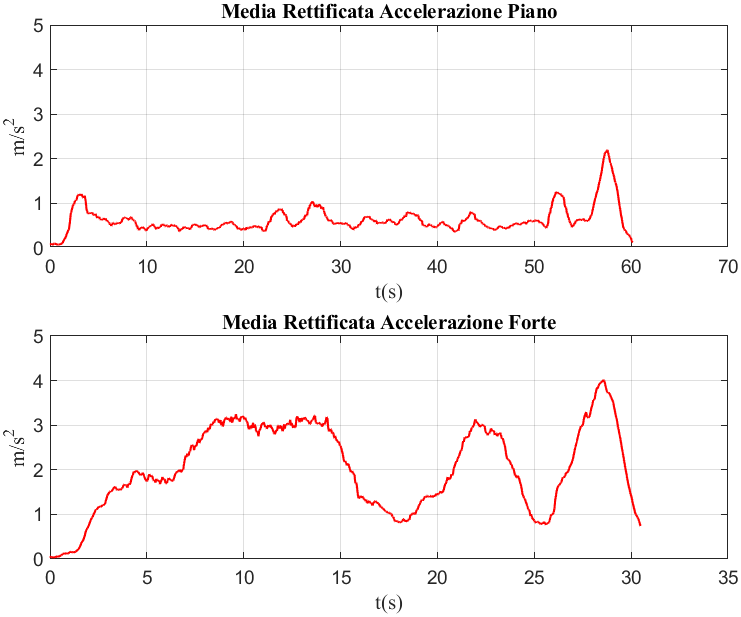 Media Rettificata Accelerazione Piano
5
4
3
2
1
0
m/s²
0 10 20 30 40 50 60 70
t(s)
Media Rettificata Accelerazione Forte
5
4
3
2
1
0
m/s²
0 5 10 15 20 25 30 35
t(s)